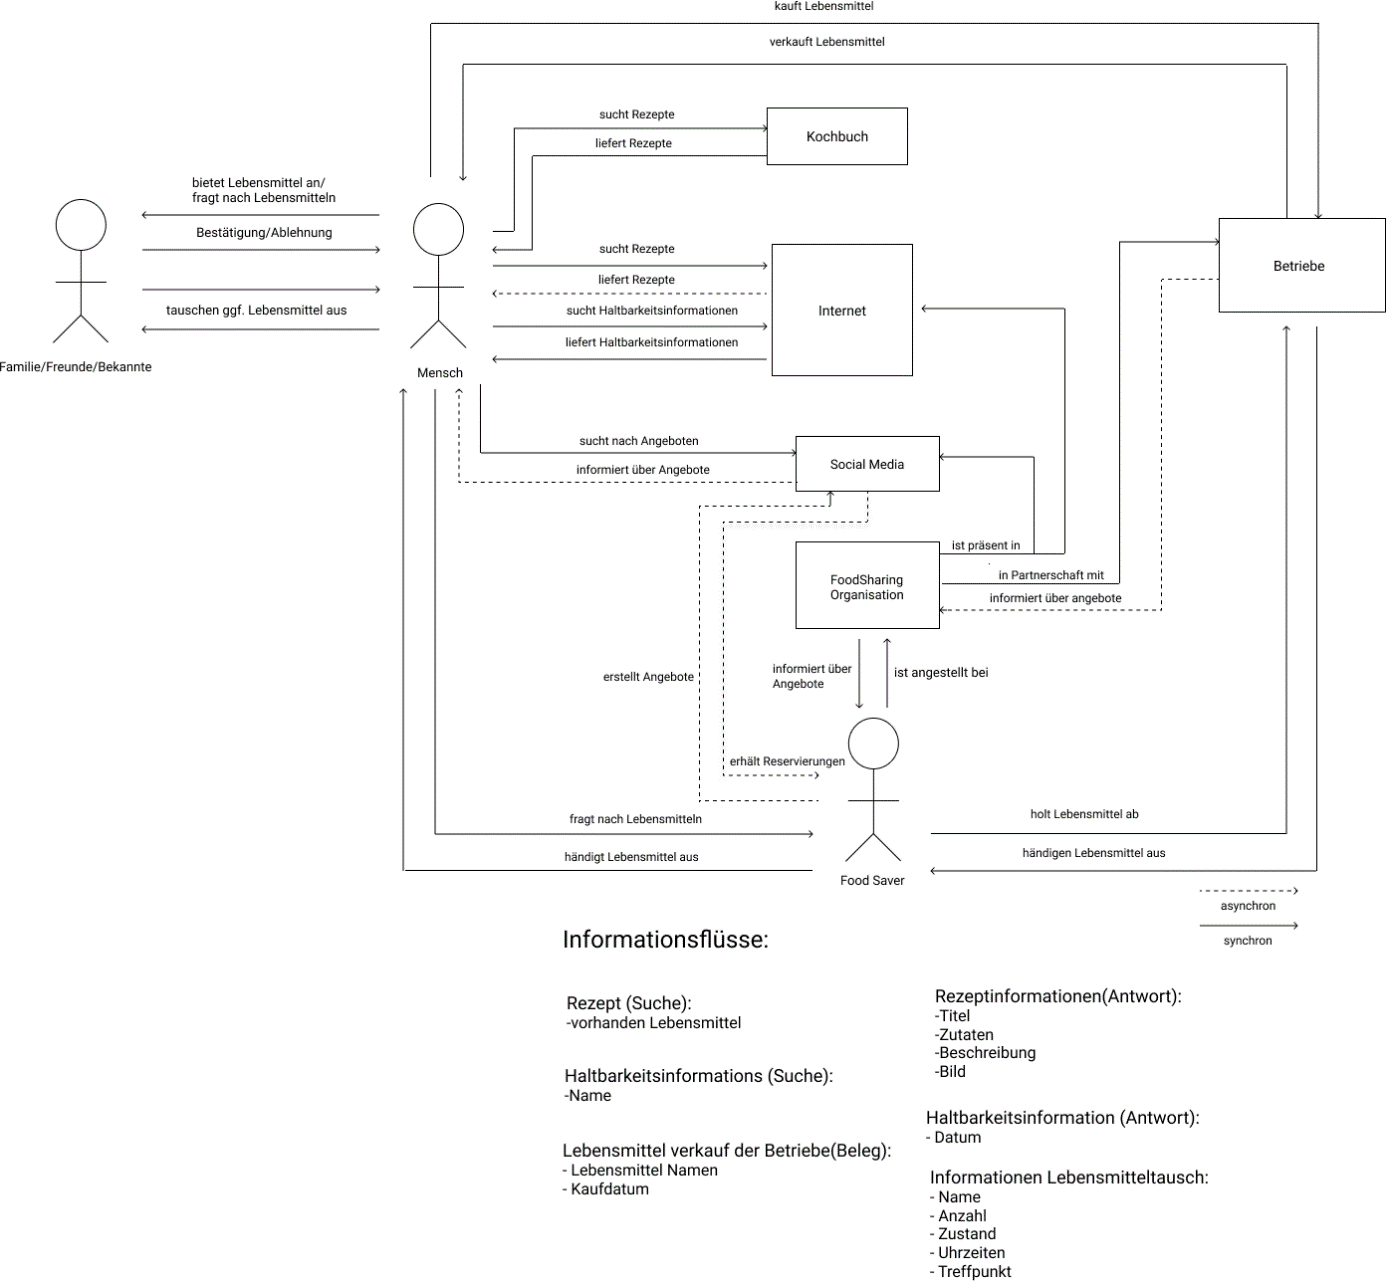 kauft Lebensmittel
verkauft Lebensmittel
sucht Rezepte
Kochbuch
liefert Rezepte
bietet Lebensmittel an/
fragt nach Lebensmitteln
Bestätigung/Ablehnung
sucht Rezepte
Betriebe
liefert Rezepte
tauschen ggf. Lebensmittel aus
sucht Haltbarkeitsinformationen
Internet
liefert Haltbarkeitsinformationen
Familie/Freunde/Bekannte
Mensch
sucht nach Angeboten
Social Media
informiert über Angebote
ist präsent in
FoodSharing
Organisation
in Partnerschaft mit
informiert über angebote
erstellt Angebote
informiert über
Angebote
ist angestellt bei
erhält Reservierungen
fragt nach Lebensmitteln
holt Lebensmittel ab
händigt Lebensmittel aus
händigen Lebensmittel aus
Food Saver
asynchron
synchron
Informationsflüsse:
Rezept (Suche):
-vorhanden Lebensmittel
Haltbarkeitsinformations (Suche):
-Name
Lebensmittel verkauf der Betriebe(Beleg):
- Lebensmittel Namen
- Kaufdatum
Rezeptinformationen(Antwort):
-Titel
-Zutaten
-Beschreibung
-Bild
Haltbarkeitsinformation (Antwort):
- Datum
Informationen Lebensmitteltausch:
- Name
- Anzahl
- Zustand
- Uhrzeiten
- Treffpunkt